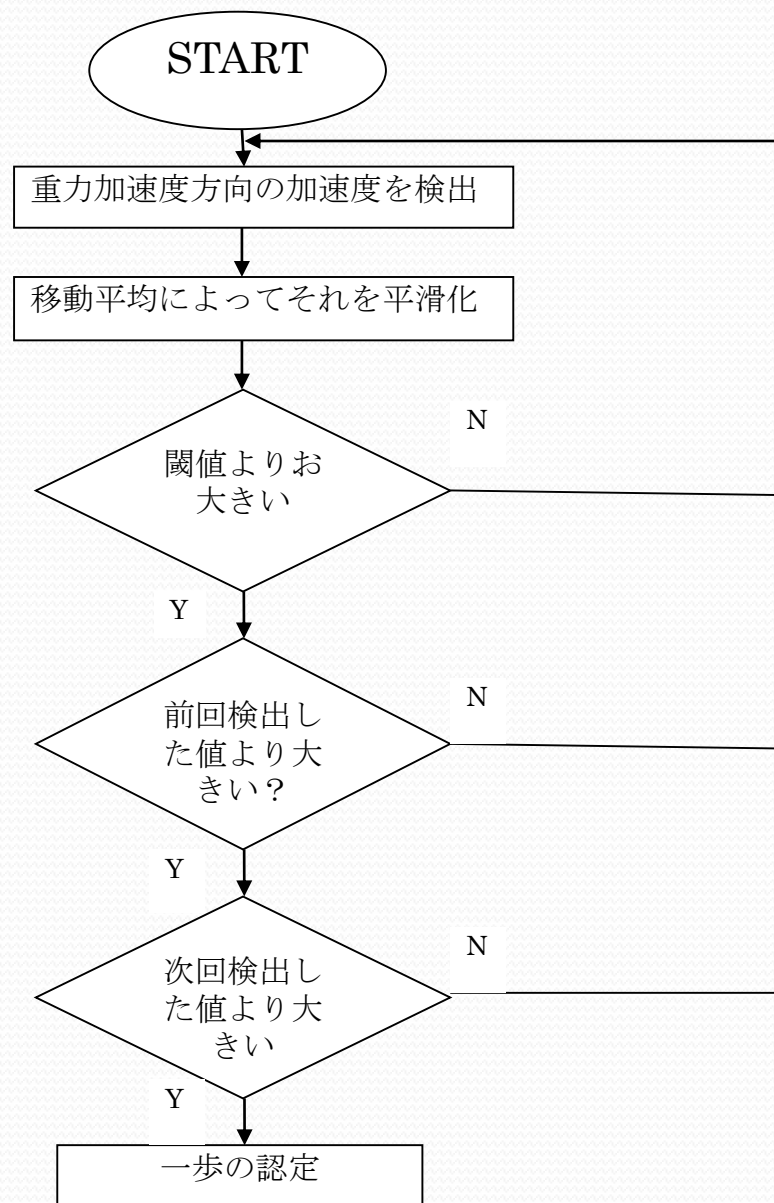 START
重力加速度方向の加速度を検出
移動平均によってそれを平滑化
閾値よりお
大きい
N
Y
前回検出し
た値より大
きい？
N
Y
次回検出し
た値より大
きい
N
Y
一歩の認定